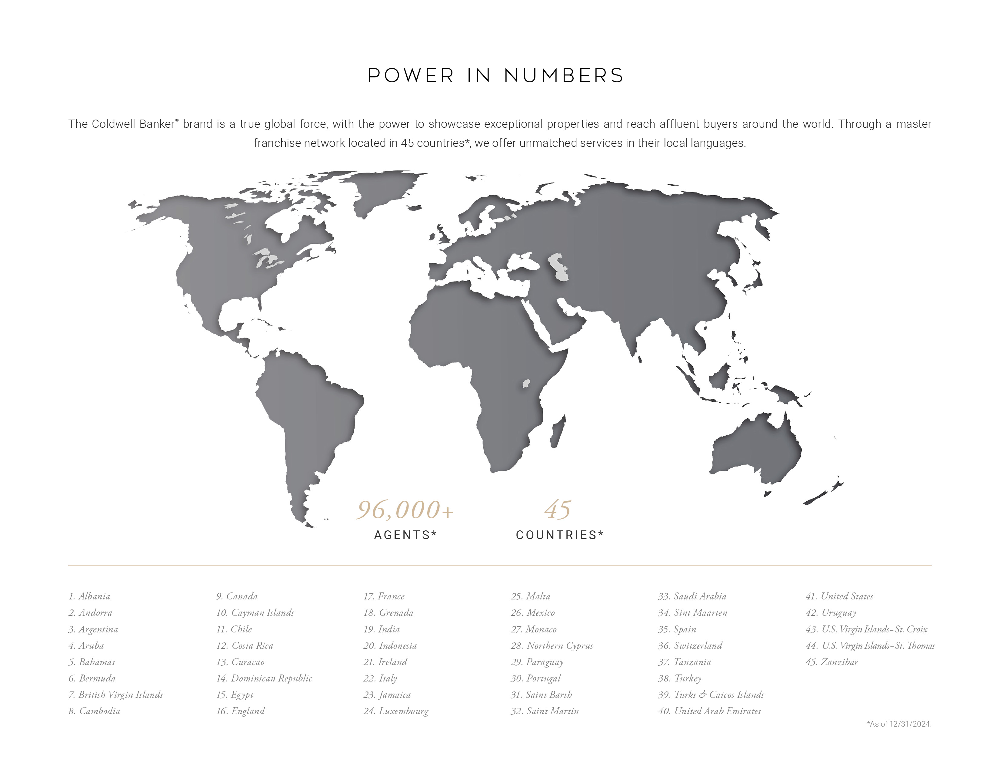 POWER IN NUMBERS
The Coldwell Banker® brand is a true global force, with the power to showcase exceptional properties and reach affluent buyers around the world. Through a master
franchise network located in 45 countries*, we offer unmatched services in their local languages.
96,000+
AGENTS*
45
COUNTRIES*
1. Albania
2. Andorra
3. Argentina
4. Aruba
5. Bahamas
6. Bermuda
7. British Virgin Islands
8. Cambodia
9. Canada
10. Cayman Islands
11. Chile
12. Costa Rica
13. Curacao
14. Dominican Republic
15. Egypt
16. England
17. France
18. Grenada
19. India
20. Indonesia
21. Ireland
22. Italy
23. Jamaica
24. Luxembourg
25. Malta
26. Mexico
27. Monaco
28. Northern Cyprus
29. Paraguay
30. Portugal
31. Saint Barth
32. Saint Martin
33. Saudi Arabia
34. Sint Maarten
35. Spain
36. Switzerland
37. Tanzania
38. Turkey
39. Turks & Caicos Islands
40. United Arab Emirates
41. United States
42. Uruguay
43. U.S. Virgin Islands–St. Croix
44. U.S. Virgin Islands–St. Thomas
45. Zanzibar
*As of 12/31/2024.